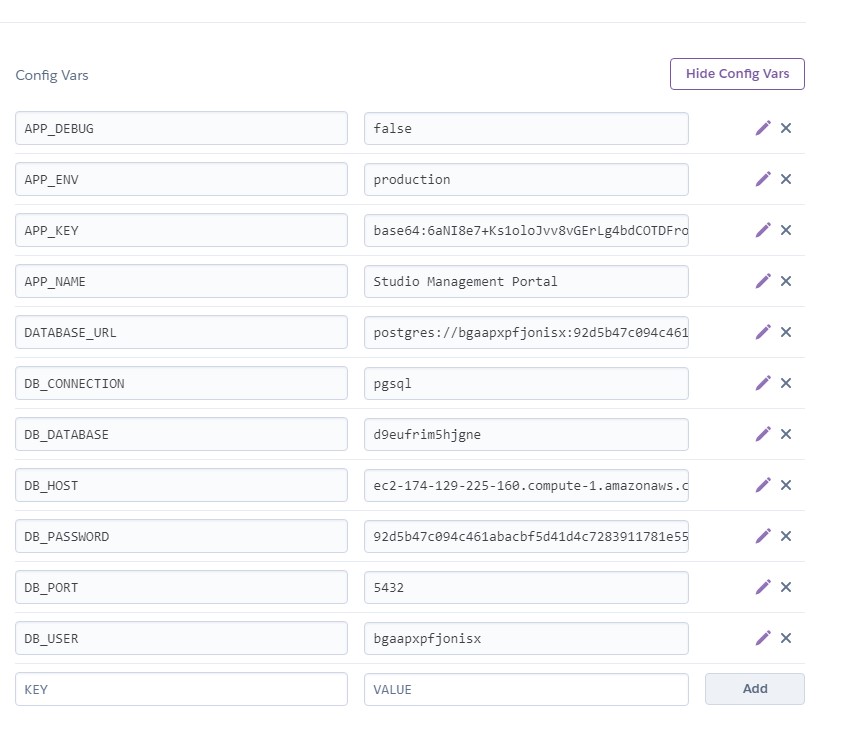 Config Vars
Hide Config Vars
APP_DEBUG false
APP_ENV production
APP_KEY base64:6aNI8e7+Ks1oloJvv8vGErLg4bdCOTDFro
APP_NAME Studio Management Portal
DATABASE_URL postgres://bgaapxpfjonisx:92d5b47c094c461
DB_CONNECTION pgsql
DB_DATABASE d9eufrim5hjgne
DB_HOST ec2-174-129-225-160.compute-1.amazonaws.c
DB_PASSWORD 92d5b47c094c461abacbf5d41d4c7283911781e55
DB_PORT 5432
DB_USER bgaapxpfjonisx
KEY VALUE Add